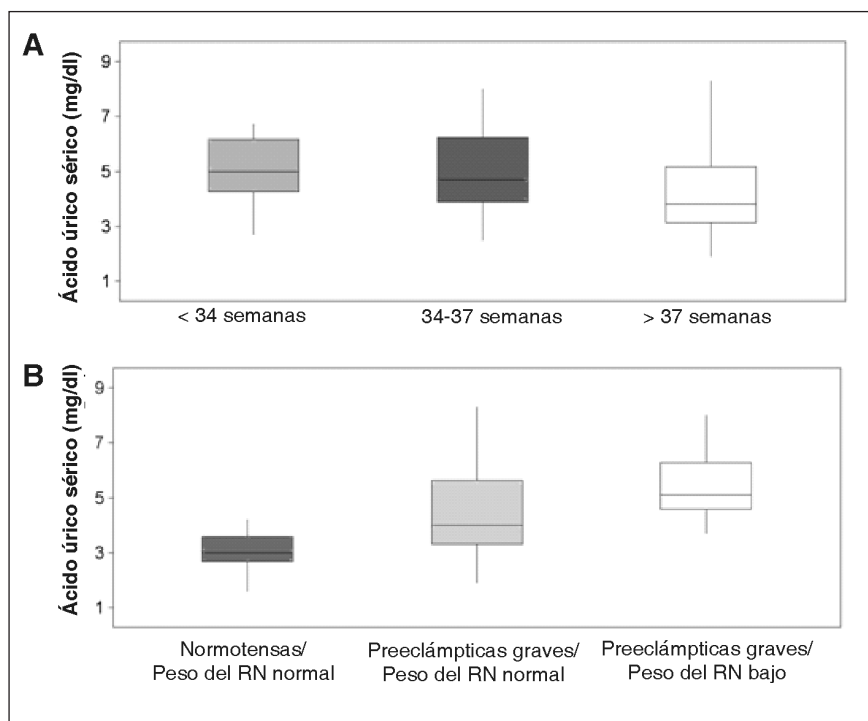 A
Ácido úrico sérico (mg/dl)
9
7
5
3
1
< 34 semanas
34-37 semanas
> 37 semanas
B
Ácido úrico sérico (mg/dl)
9
7
5
3
1
Normotensas/
Peso del RN normal
Preeclámpticas graves/
Peso del RN normal
Preeclámpticas graves/
Peso del RN bajo